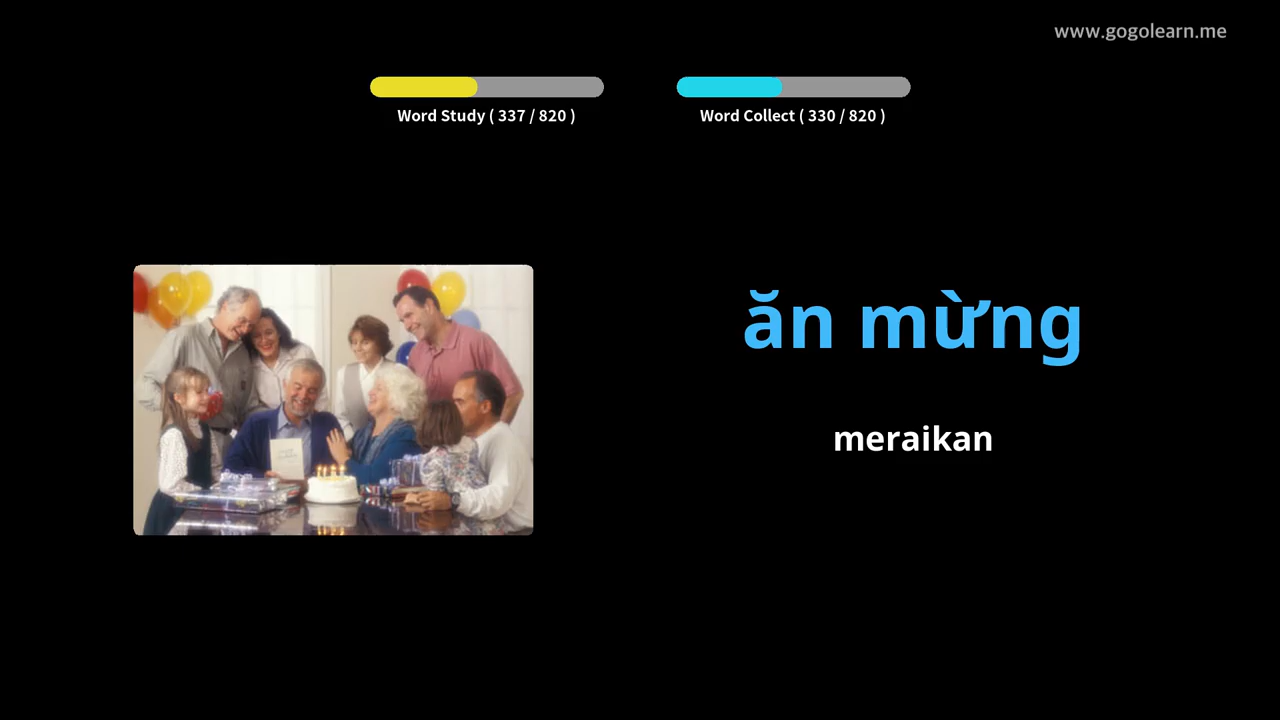 www.gogolearn.me
Word Study ( 337 / 820 )
Word Collect ( 330 / 820 )
ăn mừng
meraikan